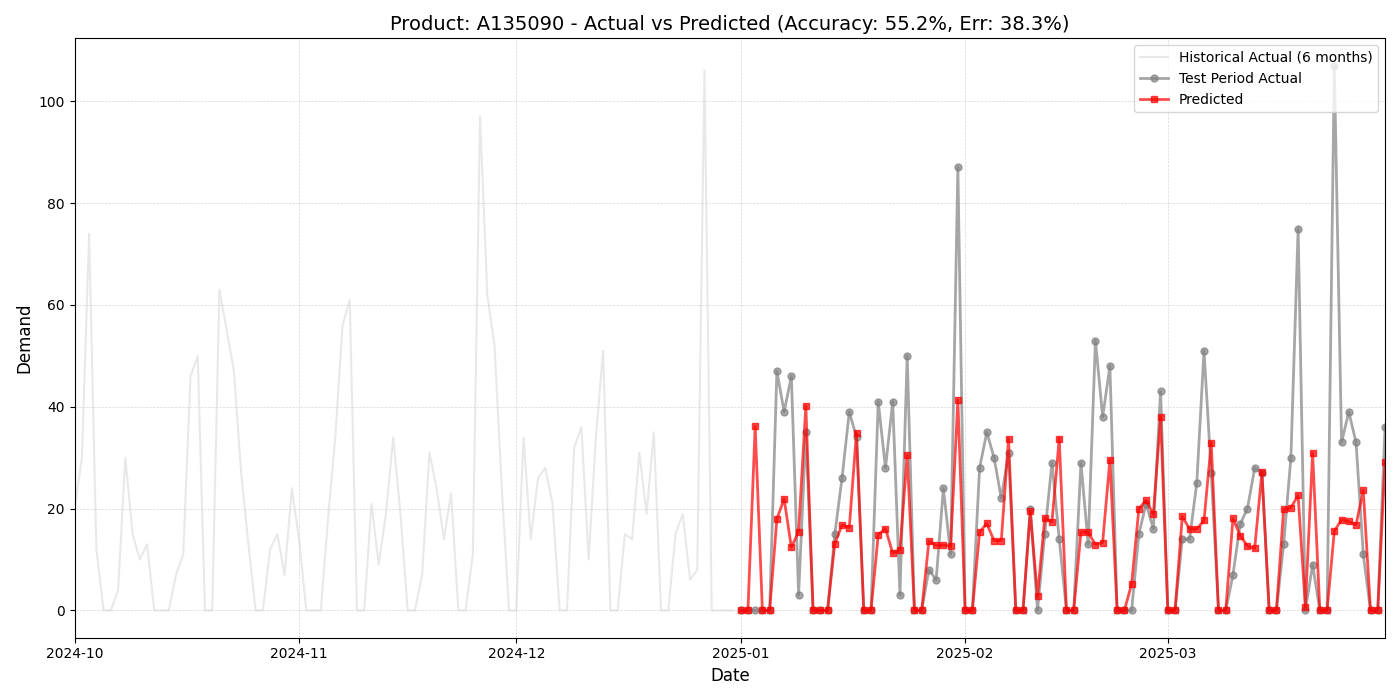 Product: A135090 - Actual vs Predicted (Accuracy: 55.2%, Err: 38.3%)
Historical Actual (6 months)
Test Period Actual
Predicted
Demand
100
80
60
40
20
0
2024-10
2024-11
2024-12
2025-01
2025-02
2025-03
Date